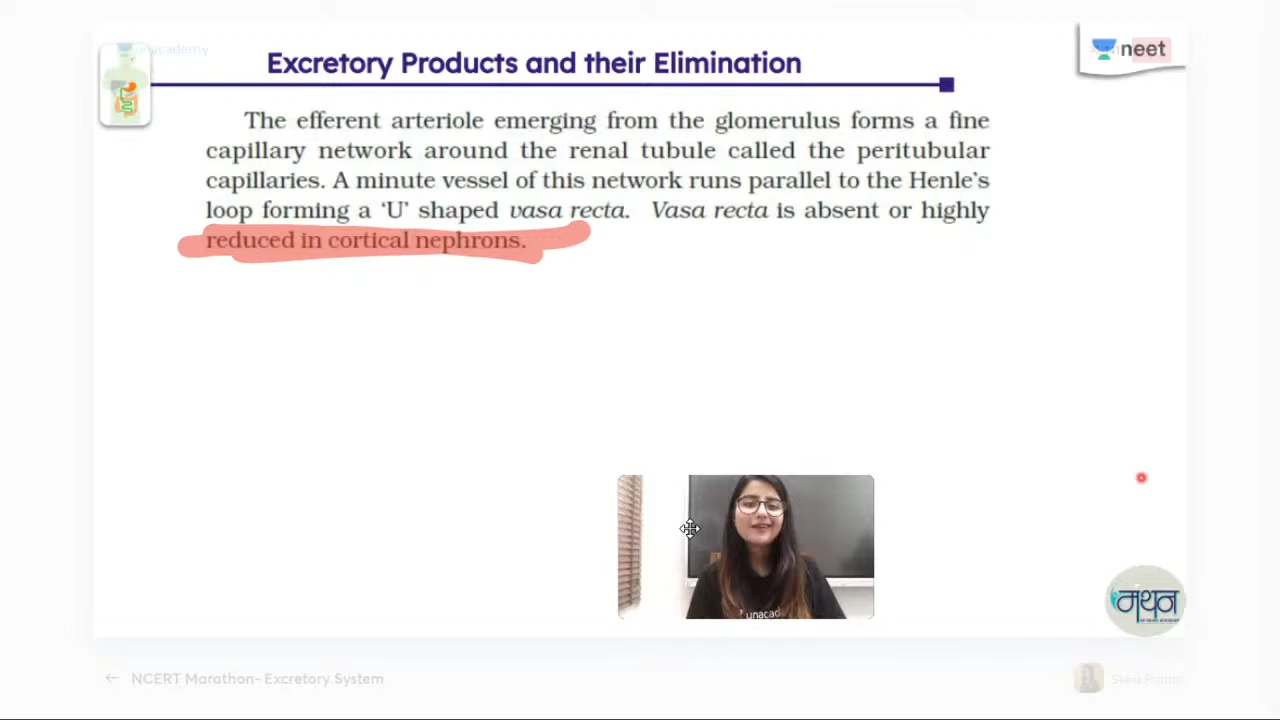 unacademy
Excretory Products and their Elimination
neet
The efferent arteriole emerging from the glomerulus forms a fine
capillary network around the renal tubule called the peritubular
capillaries. A minute vessel of this network runs parallel to the Henle's
loop forming a ‘U’ shaped vasa recta. Vasa recta is absent or highly
reduced in cortical nephrons.
unacad
मंथन
NCERT Marathon- Excretory System